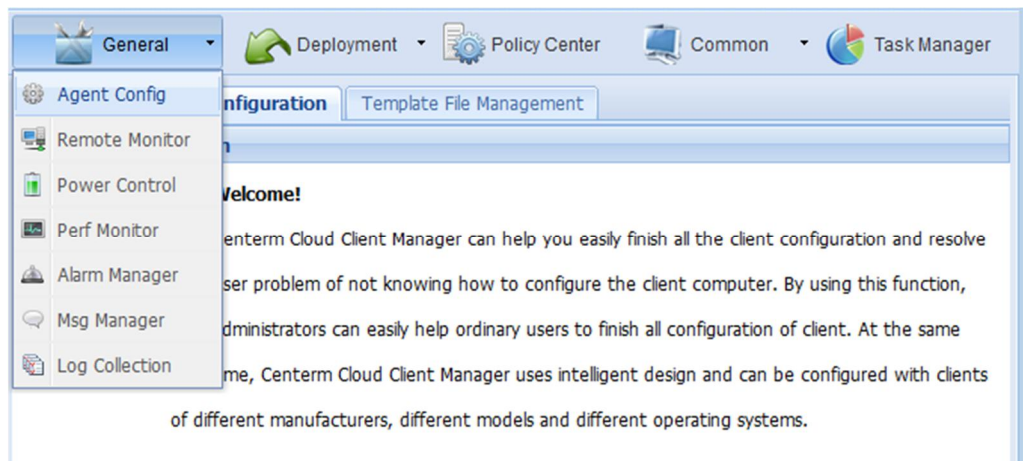 General Deployment Policy Center Common Task Manager
Agent Config
nfiguration Template File Management
Remote Monitor
Power Control
Welcome!
Perf Monitor
enterm Cloud Client Manager can help you easily finish all the client configuration and resolve
Alarm Manager
ser problem of not knowing how to configure the client computer. By using this function,
Msg Manager
dministrators can easily help ordinary users to finish all configuration of client. At the same
Log Collection
me, Centerm Cloud Client Manager uses intelligent design and can be configured with clients
of different manufacturers, different models and different operating systems.